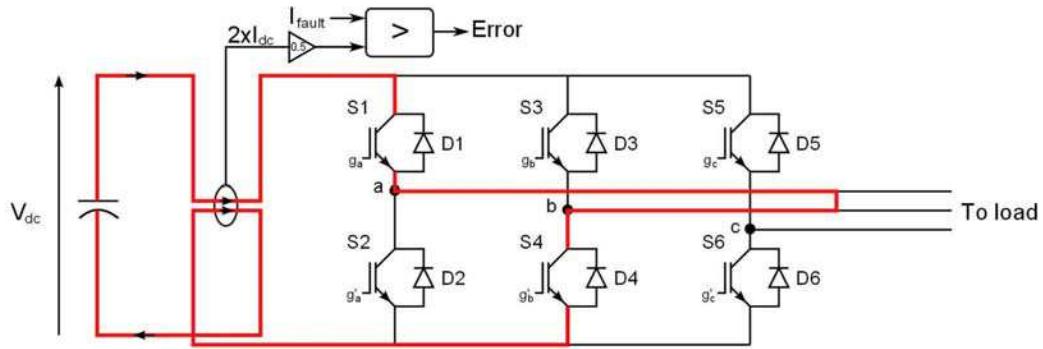 I_fault
Error
2xI_dc
0.5
>
S1
S3
S5
D1
D3
D5
g_a
g_b
g_c
a
b
c
V_dc
To load
S2
S4
S6
D2
D4
D6
g'_a
g'_b
g'_c